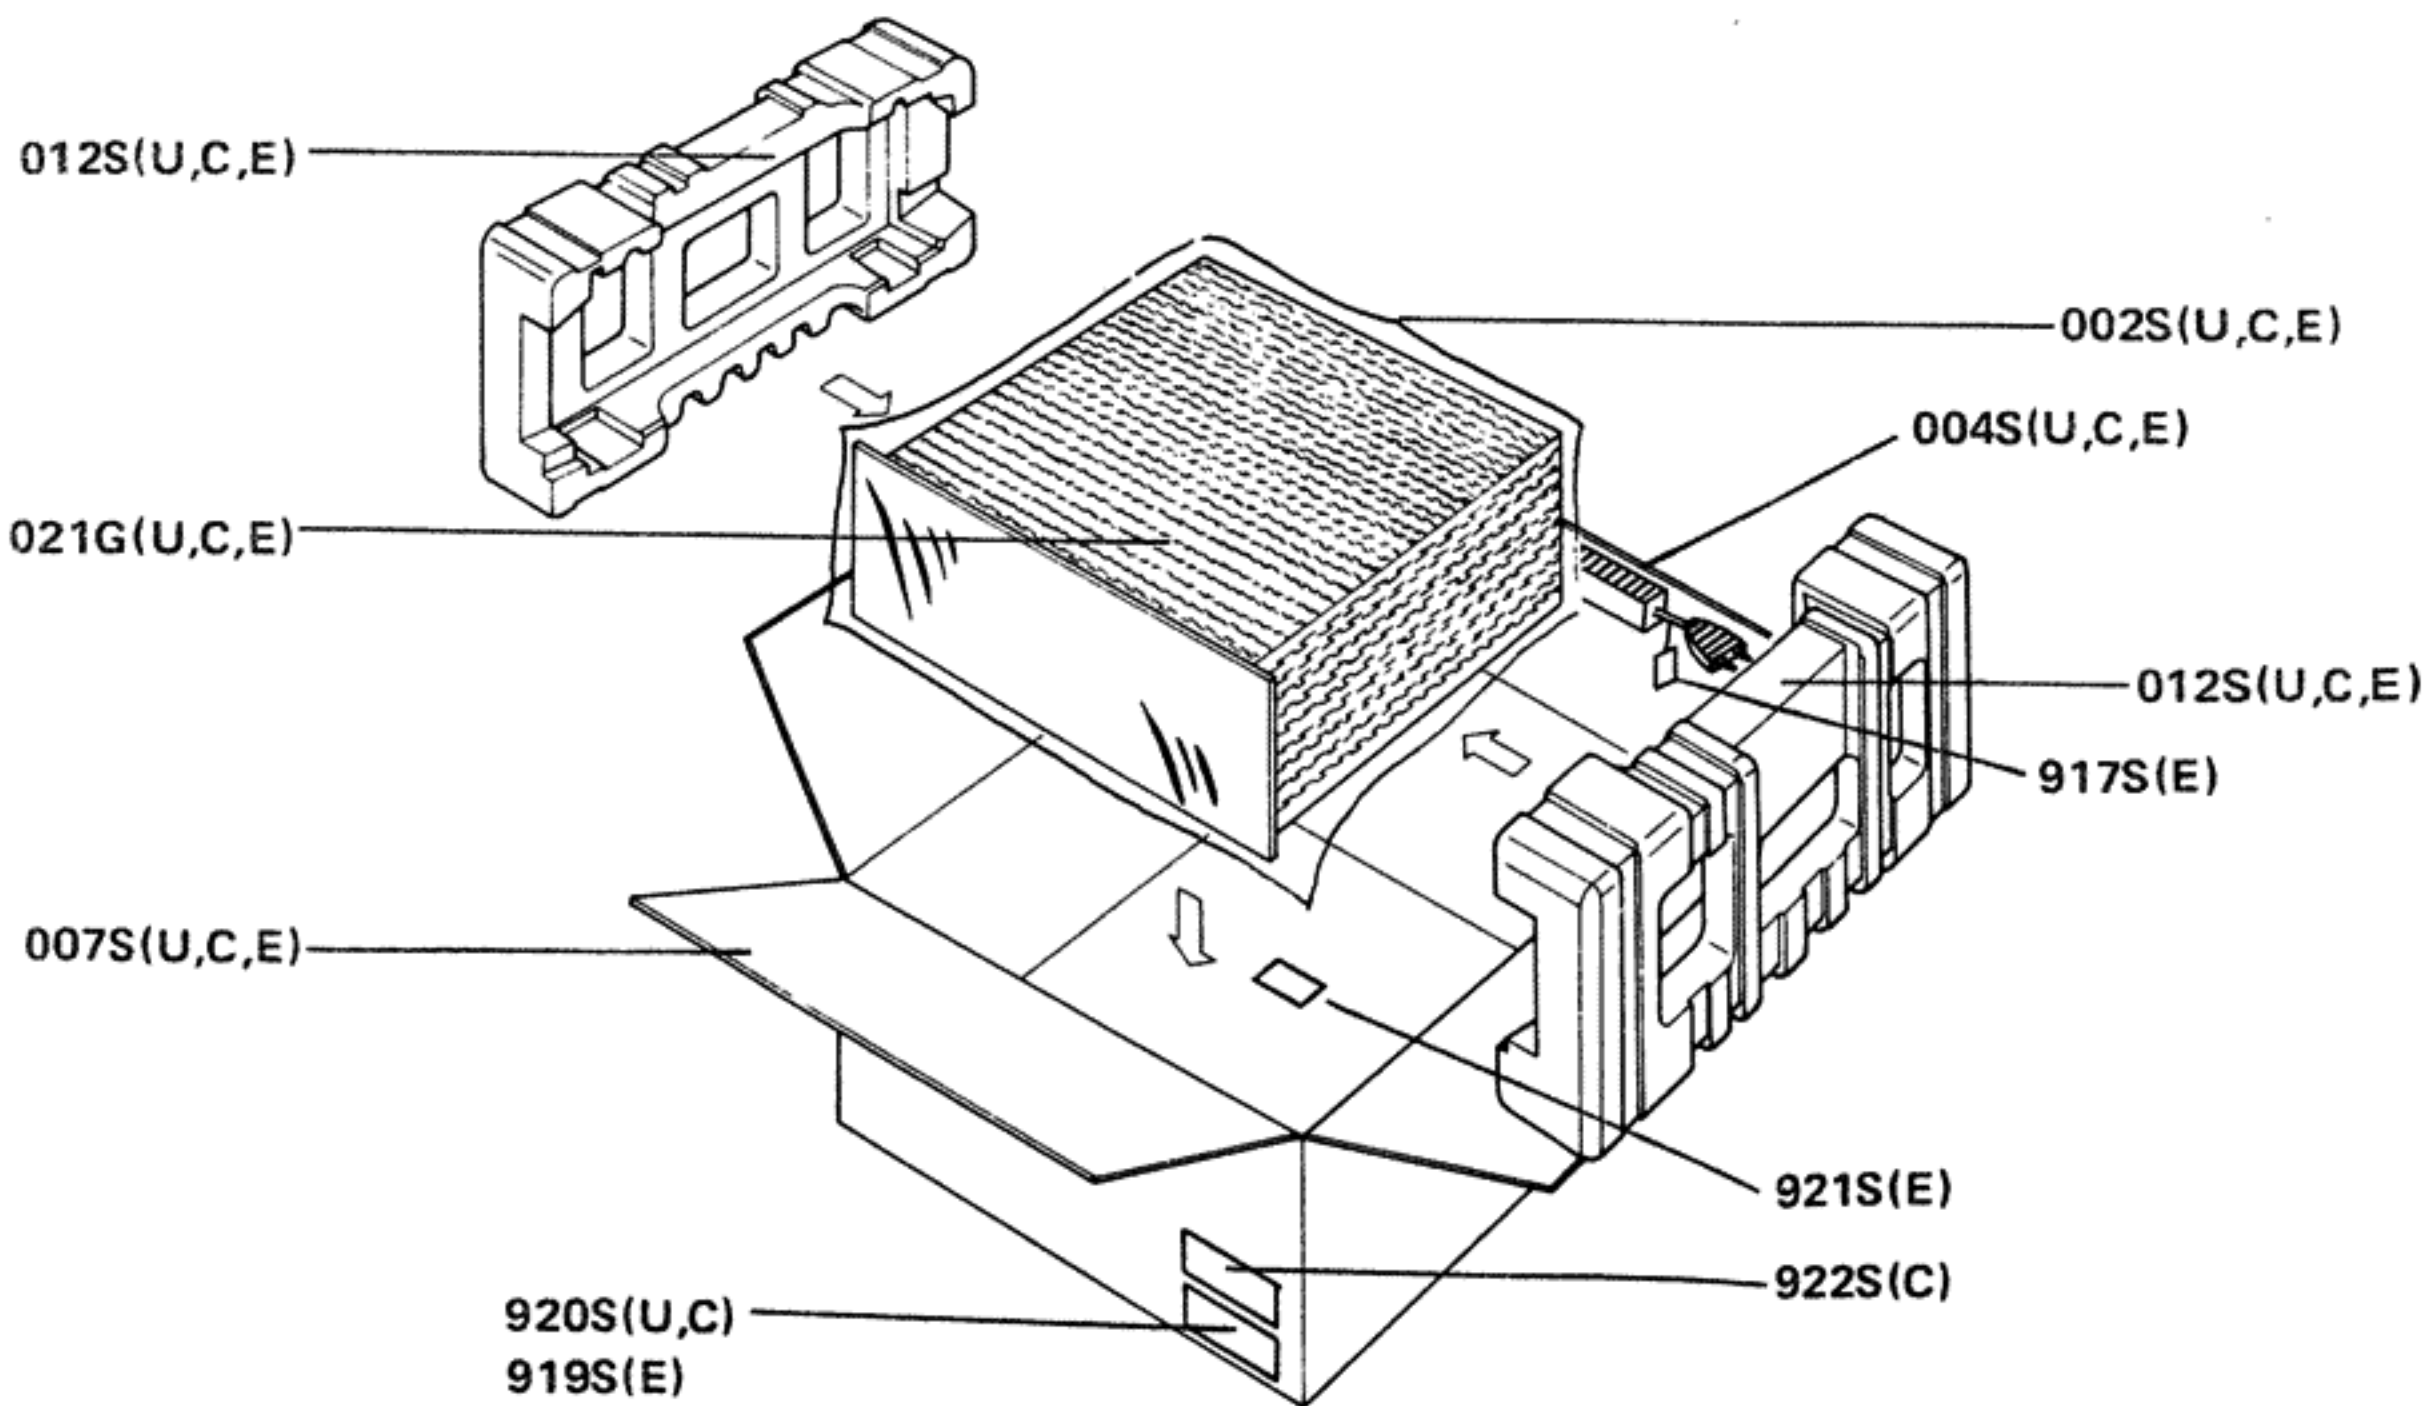 012S(U,C,E)
002S(U,C,E)
004S(U,C,E)
021G(U,C,E)
012S(U,C,E)
917S(E)
007S(U,C,E)
921S(E)
922S(C)
920S(U,C)
919S(E)